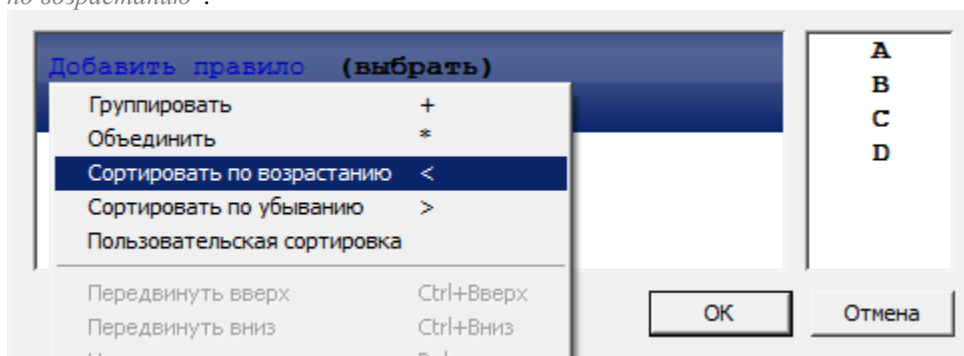 по возрастанию".
Добавить правило (выбрать)
Группировать +
Объединить *
Сортировать по возрастанию <
Сортировать по убыванию >
Пользовательская сортировка
Передвинуть вверх Ctrl+Вверх
Передвинуть вниз Ctrl+Вниз
A
B
C
D
OK
Отмена